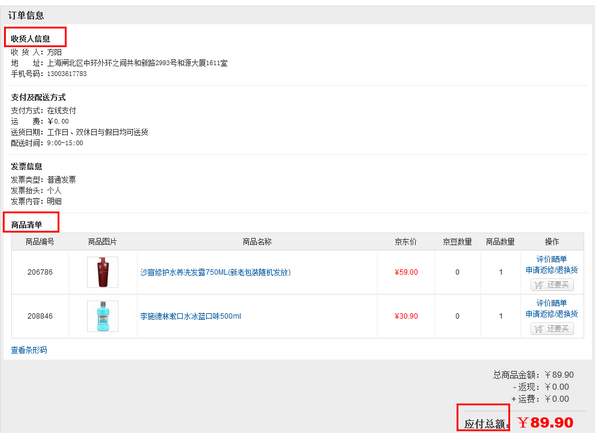 订单信息
收货人信息
收 货 人：方阳
地 址：上海闸北区中环外环之间共和新路2993号和源大厦1611室
手机号码：13003617783
支付及配送方式
支付方式：在线支付
运 费：￥0.00
送货日期：工作日、双休日与假日均可送货
配送时间：9:00-15:00
发票信息
发票类型：普通发票
发票抬头：个人
发票内容：明细
商品清单
商品编号 商品图片 商品名称 京东价 京豆数量 商品数量 操作
206786 沙宣修护水养洗发露750ML(新老包装随机发放) ￥59.00 0 1 评价|晒单
申请返修/退换货
还要买
208846 李施德林漱口水冰蓝口味500ml ￥30.90 0 1 评价|晒单
申请返修/退换货
还要买
查看条形码
总商品金额：￥89.90
- 返现：￥0.00
+ 运费：￥0.00
应付总额：￥89.90